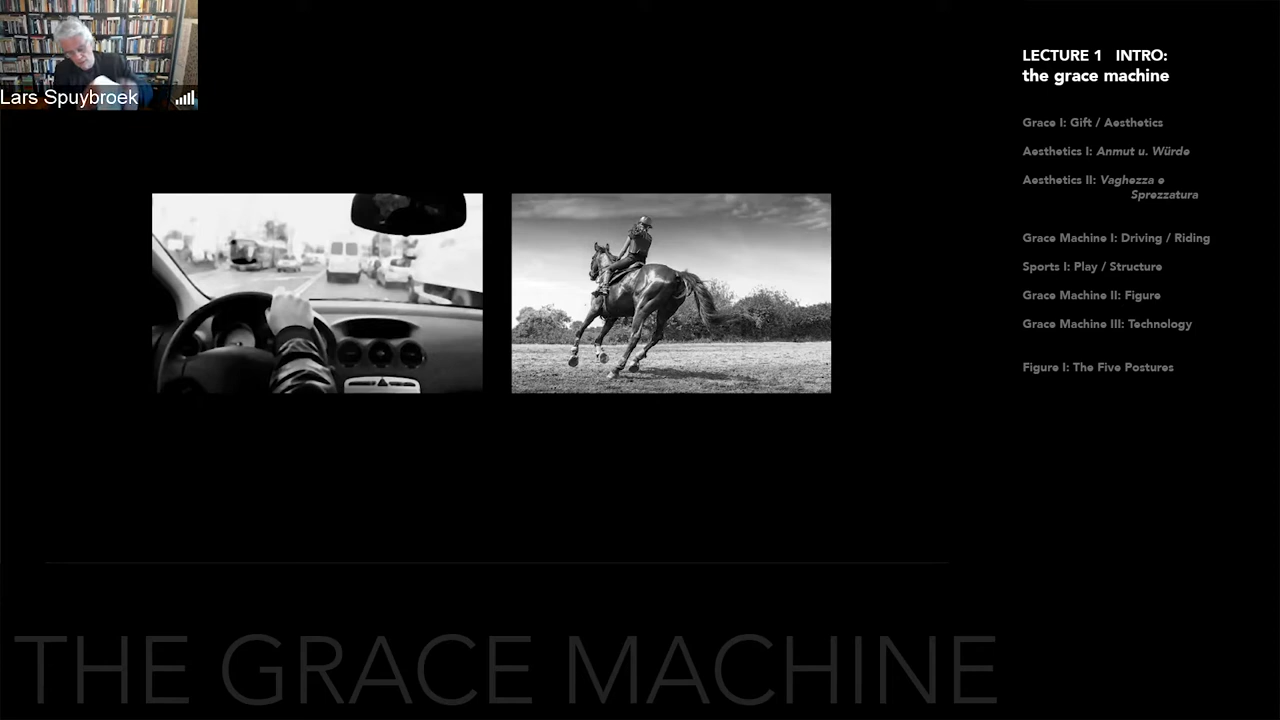 Lars Spuybroek
LECTURE 1 INTRO:
the grace machine
Grace I: Gift / Aesthetics
Aesthetics I: Anmut u. Würde
Aesthetics II: Vaghezza e
Sprezzatura
Grace Machine I: Driving / Riding
Sports I: Play / Structure
Grace Machine II: Figure
Grace Machine III: Technology
Figure I: The Five Postures
THE GRACE MACHINE